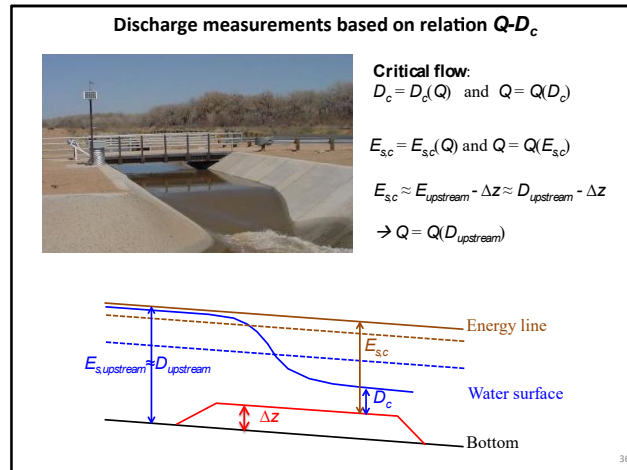 Discharge measurements based on relation Q-Dc
Critical flow:
Dc = Dc(Q) and Q = Q(Dc)
Es,c = Es,c(Q) and Q = Q(Es,c)
Es,c ≈ Eupstream - Δz ≈ Dupstream - Δz
→ Q = Q(Dupstream)
Energy line
Es,c
Es,upstream≈Dupstream
Water surface
Dc
Δz
Bottom
36